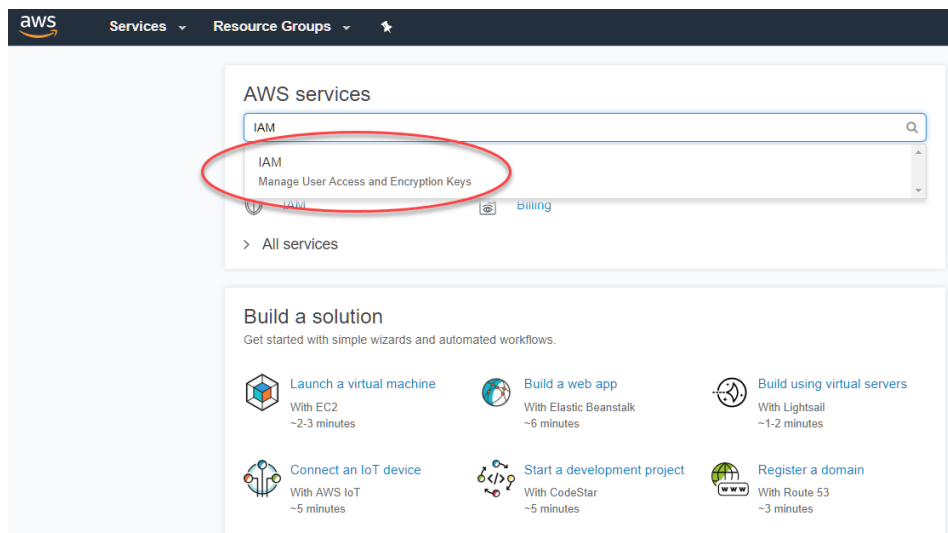 aws Services Resource Groups
AWS services
IAM
IAM
Manage User Access and Encryption Keys
IAM Billing
All services
Build a solution
Get started with simple wizards and automated workflows.
Launch a virtual machine
With EC2
~2-3 minutes
Build a web app
With Elastic Beanstalk
~6 minutes
Build using virtual servers
With Lightsail
~1-2 minutes
Connect an IoT device
With AWS IoT
~5 minutes
Start a development project
With CodeStar
~5 minutes
www
Register a domain
With Route 53
~3 minutes